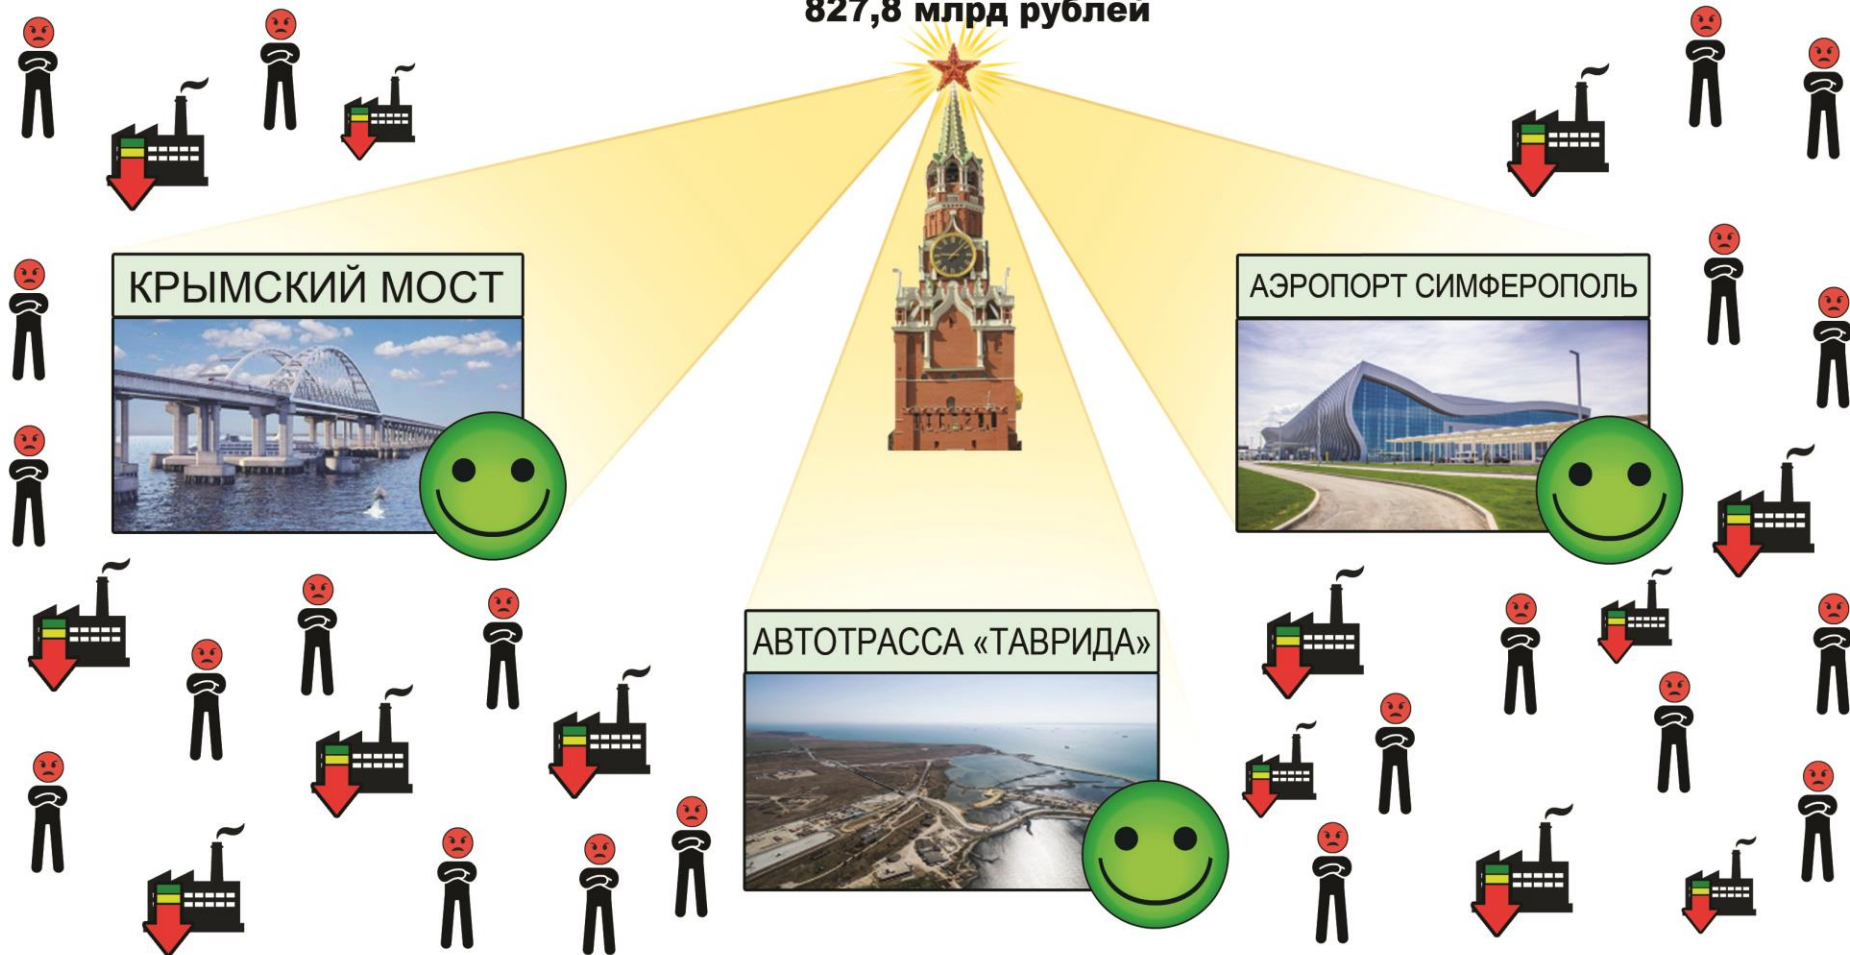 827,8 млрд рублей
КРЫМСКИЙ МОСТ
АЭРОПОРТ СИМФЕРОПОЛЬ
АВТОТРАССА «ТАВРИДА»